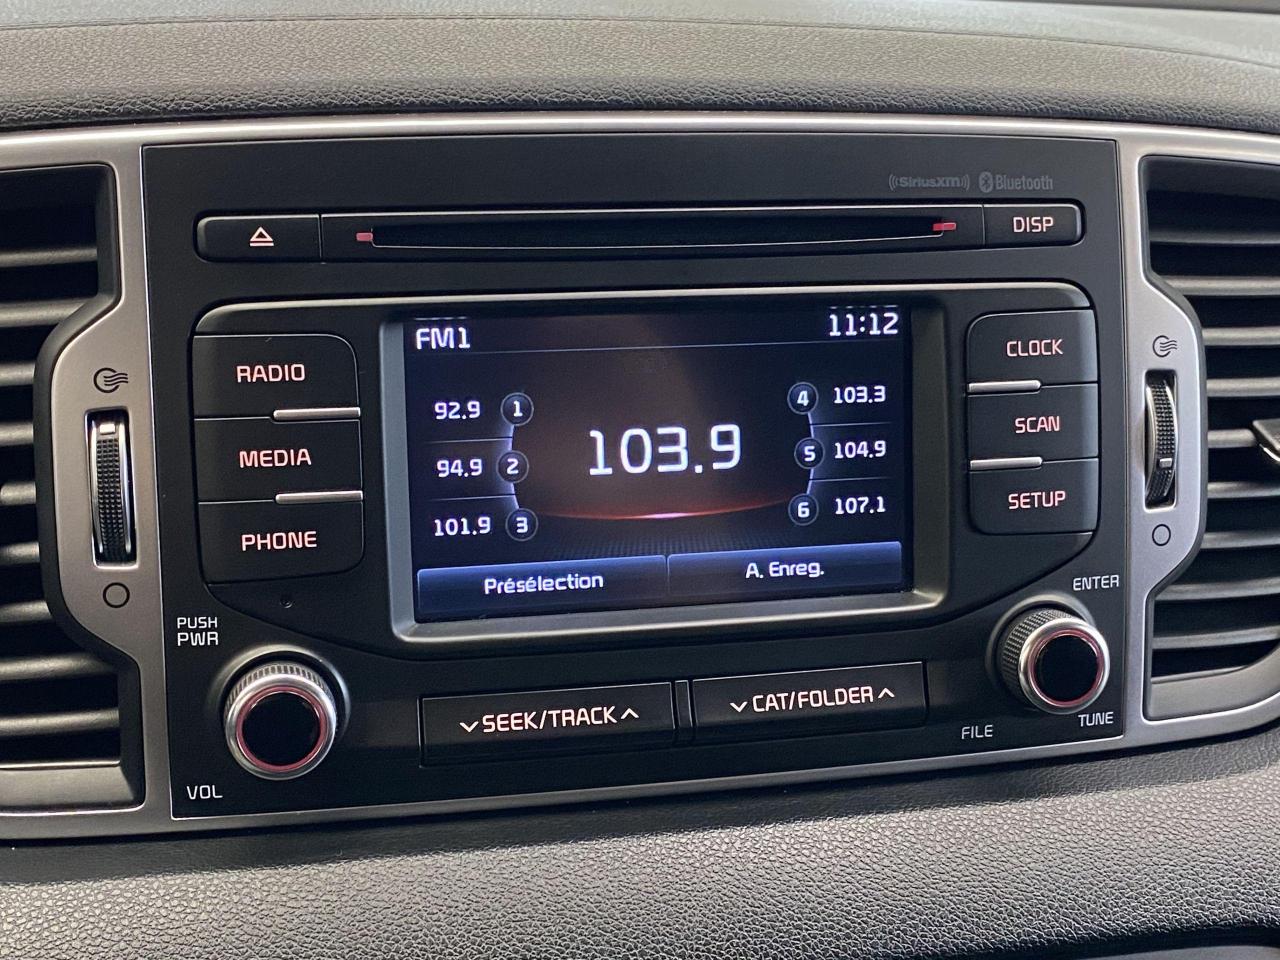 SiriusXM Bluetooth
DISP
FM1 11:12
RADIO
MEDIA
PHONE
92.9 1
94.9 2
101.9 3
103.9
4 103.3
5 104.9
6 107.1
Présélection A. Enreg.
CLOCK
SCAN
SETUP
PUSH
PWR
VOL
SEEK/TRACK
CAT/FOLDER
ENTER
FILE
TUNE